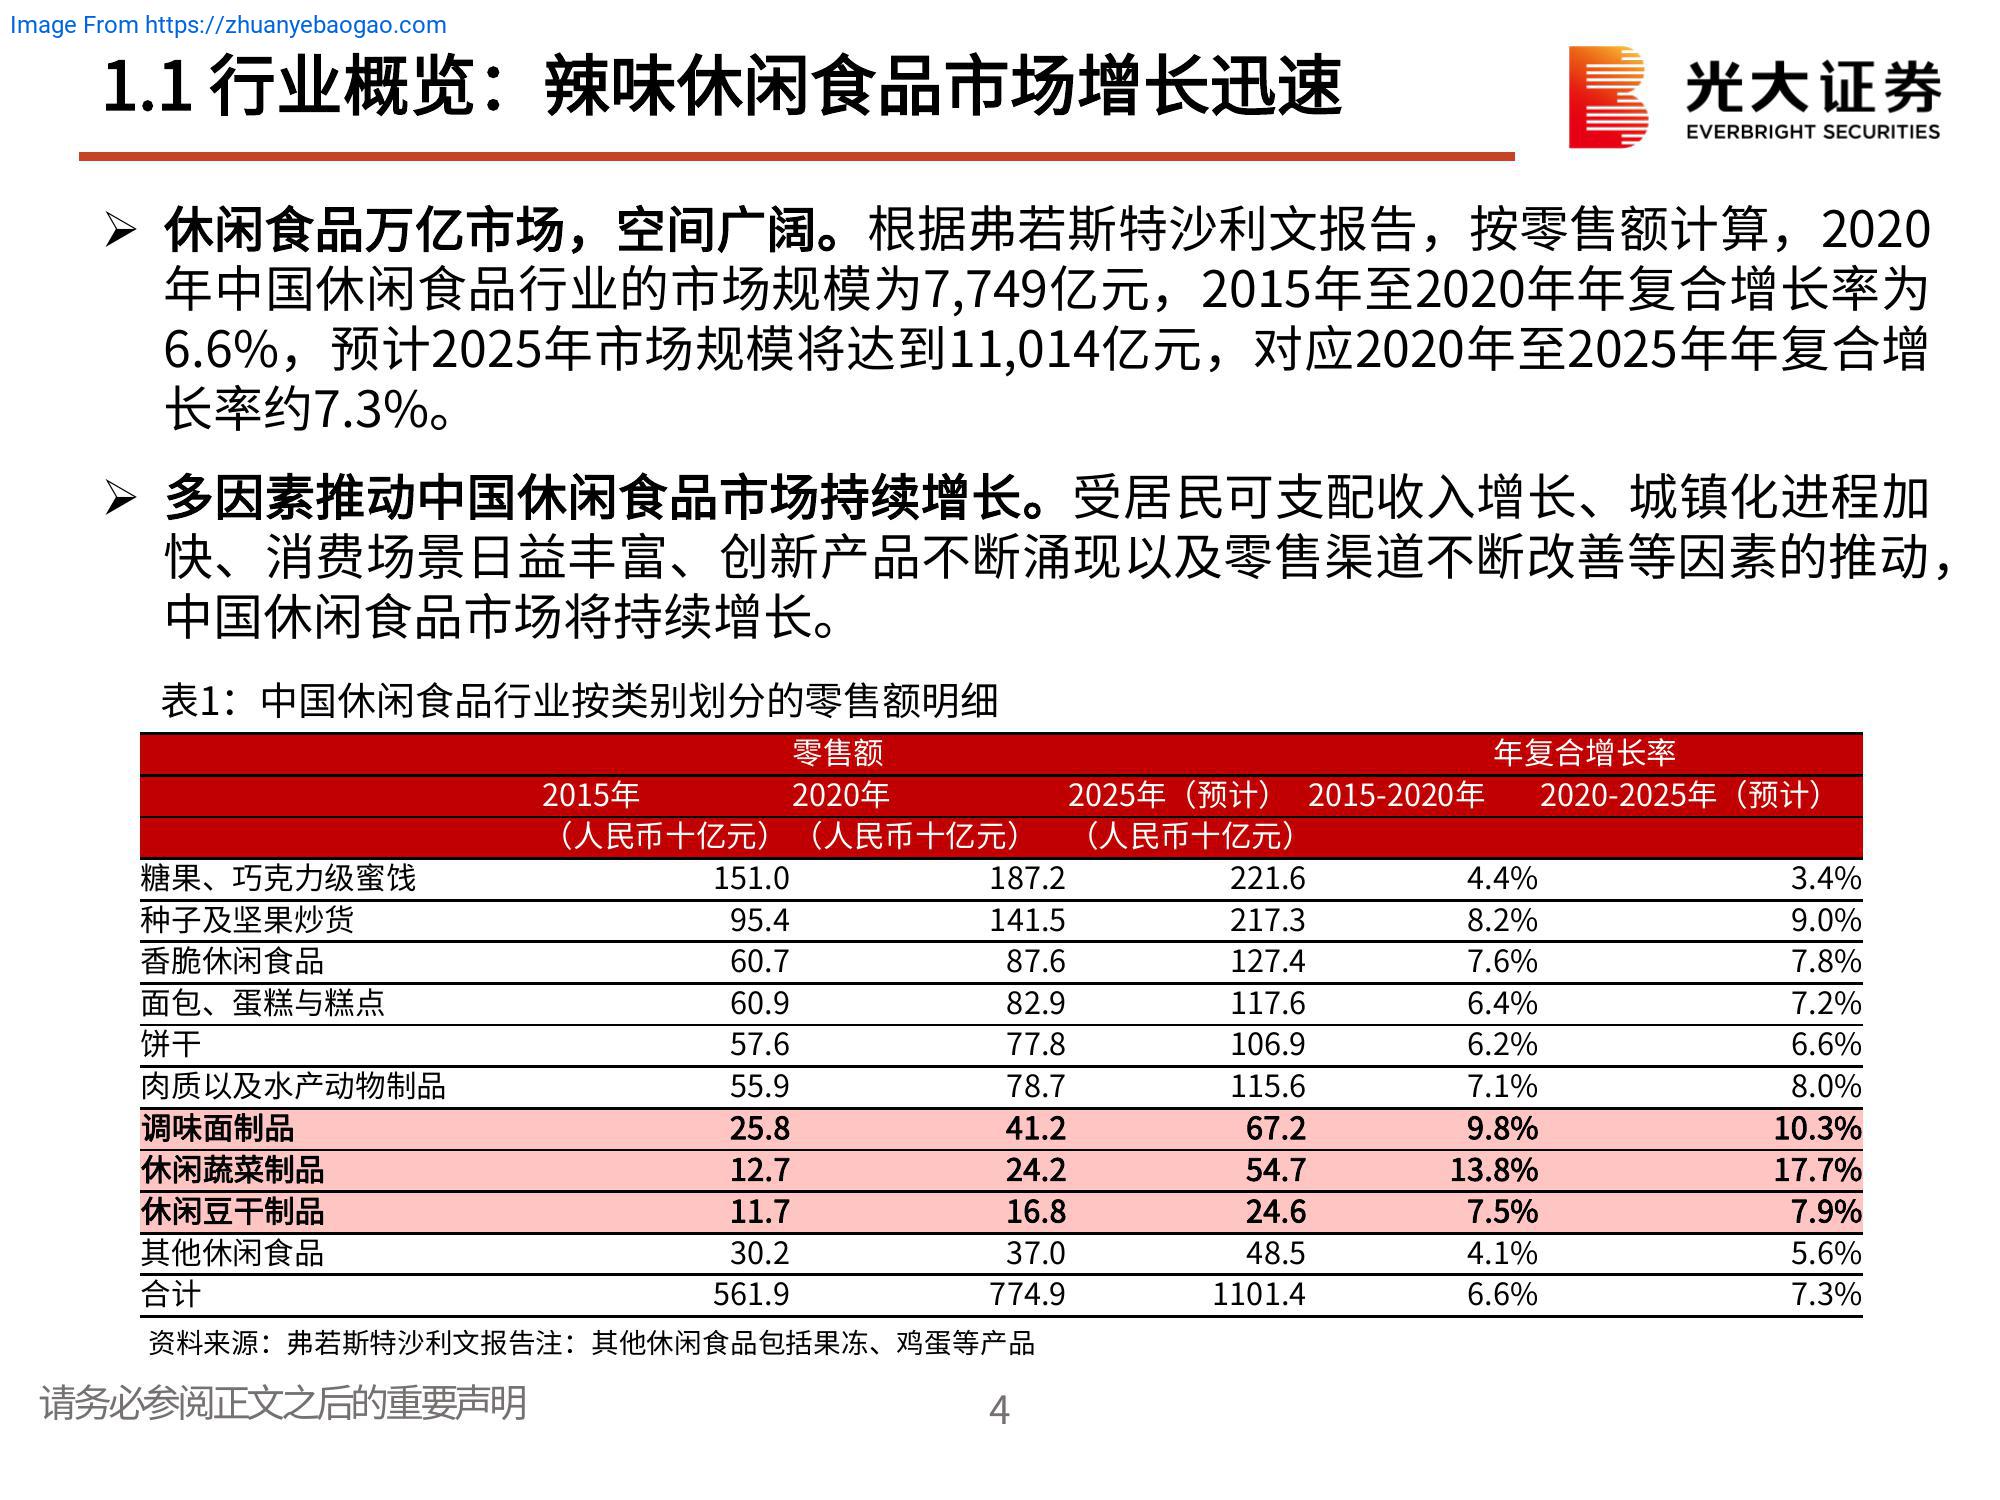 Image From https://zhuanyebaogao.com
1.1 行业概览：辣味休闲食品市场增长迅速
光大证券
EVERBRIGHT SECURITIES
➢ 休闲食品万亿市场，空间广阔。根据弗若斯特沙利文报告，按零售额计算，2020
年中国休闲食品行业的市场规模为7,749亿元，2015年至2020年年复合增长率为
6.6%，预计2025年市场规模将达到11,014亿元，对应2020年至2025年年复合增
长率约7.3%。
➢ 多因素推动中国休闲食品市场持续增长。受居民可支配收入增长、城镇化进程加
快、消费场景日益丰富、创新产品不断涌现以及零售渠道不断改善等因素的推动，
中国休闲食品市场将持续增长。
表1：中国休闲食品行业按类别划分的零售额明细
零售额 年复合增长率
2015年 2020年 2025年（预计） 2015-2020年 2020-2025年（预计）
（人民币十亿元） （人民币十亿元） （人民币十亿元）
糖果、巧克力级蜜饯 151.0 187.2 221.6 4.4% 3.4%
种子及坚果炒货 95.4 141.5 217.3 8.2% 9.0%
香脆休闲食品 60.7 87.6 127.4 7.6% 7.8%
面包、蛋糕与糕点 60.9 82.9 117.6 6.4% 7.2%
饼干 57.6 77.8 106.9 6.2% 6.6%
肉质以及水产动物制品 55.9 78.7 115.6 7.1% 8.0%
调味面制品 25.8 41.2 67.2 9.8% 10.3%
休闲蔬菜制品 12.7 24.2 54.7 13.8% 17.7%
休闲豆干制品 11.7 16.8 24.6 7.5% 7.9%
其他休闲食品 30.2 37.0 48.5 4.1% 5.6%
合计 561.9 774.9 1101.4 6.6% 7.3%
资料来源：弗若斯特沙利文报告注：其他休闲食品包括果冻、鸡蛋等产品
请务必参阅正文之后的重要声明
4